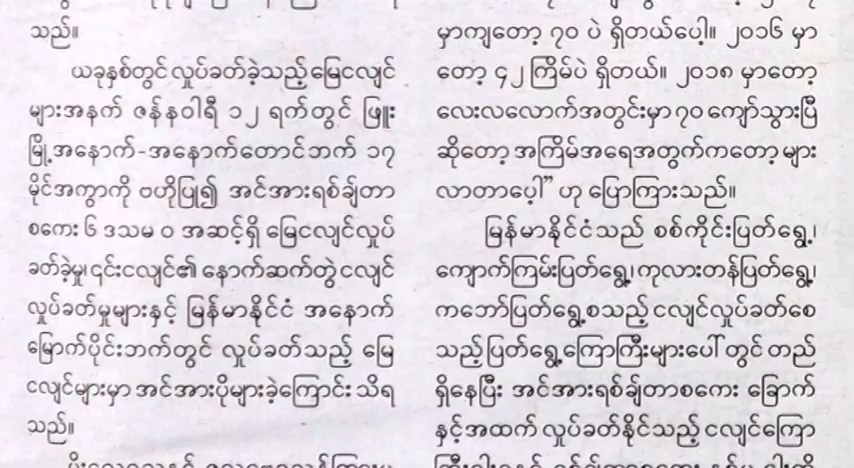 သည်။
ယခုနှစ်တွင် လှုပ်ခတ်ခဲ့သည့် မြေငလျင်
များအနက် ဇန်နဝါရီ ၁၂ ရက်တွင် ဖြူး
မြို့အနောက်-အနောက်တောင်ဘက် ၁၇
မိုင်အကွာကို ဗဟိုပြု၍ အင်အားရစ်ချ်တာ
စကေး ၆ ဒသမ ၀ အဆင့်ရှိ မြေငလျင်လှုပ်
ခတ်ခဲ့မှု၊ ၎င်းငလျင်၏ နောက်ဆက်တွဲ ငလျင်
လှုပ်ခတ်မှုများနှင့် မြန်မာနိုင်ငံ အနောက်
မြောက်ပိုင်းဘက်တွင် လှုပ်ခတ်သည့် မြေ
ငလျင်များမှာ အင်အားပိုများခဲ့ကြောင်း သိရ
သည်။
မှာကျတော့ ၇၀ ပဲ ရှိတယ်ပေါ့။ ၂၀၁၆ မှာ
တော့ ၄၂ ကြိမ်ပဲ ရှိတယ်။ ၂၀၁၈ မှာတော့
လေးလလောက်အတွင်းမှာ ၇၀ ကျော်သွားပြီ
ဆိုတော့ အကြိမ်အရေအတွက်ကတော့ များ
လာတာပေါ့” ဟု ပြောကြားသည်။
မြန်မာနိုင်ငံသည် စစ်ကိုင်းပြတ်ရွေ့၊
ကျောက်ကြမ်းပြတ်ရွေ့၊ ကုလားတန်ပြတ်ရွေ့၊
ကဘော်ပြတ်ရွေ့စသည့် ငလျင်လှုပ်ခတ်စေ
သည့် ပြတ်ရွေ့ကြောကြီးများပေါ်တွင် တည်
ရှိနေပြီး အင်အားရစ်ချ်တာစကေး ခြောက်
နှင့်အထက် လှုပ်ခတ်နိုင်သည့် ငလျင်ကြော